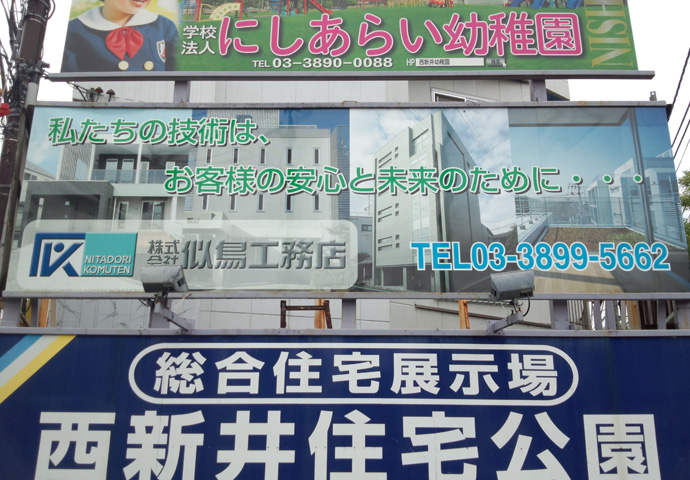 学校
法人 にしあらい幼稚園
TEL 03-3890-0088 HP 西新井幼稚園
NISH
私たちの技術は、
お客様の安心と未来のために・・・
NITADORI
KOMUTEN
株式
会社 似鳥工務店
TEL03-3899-5662
総合住宅展示場
西新井住宅公園